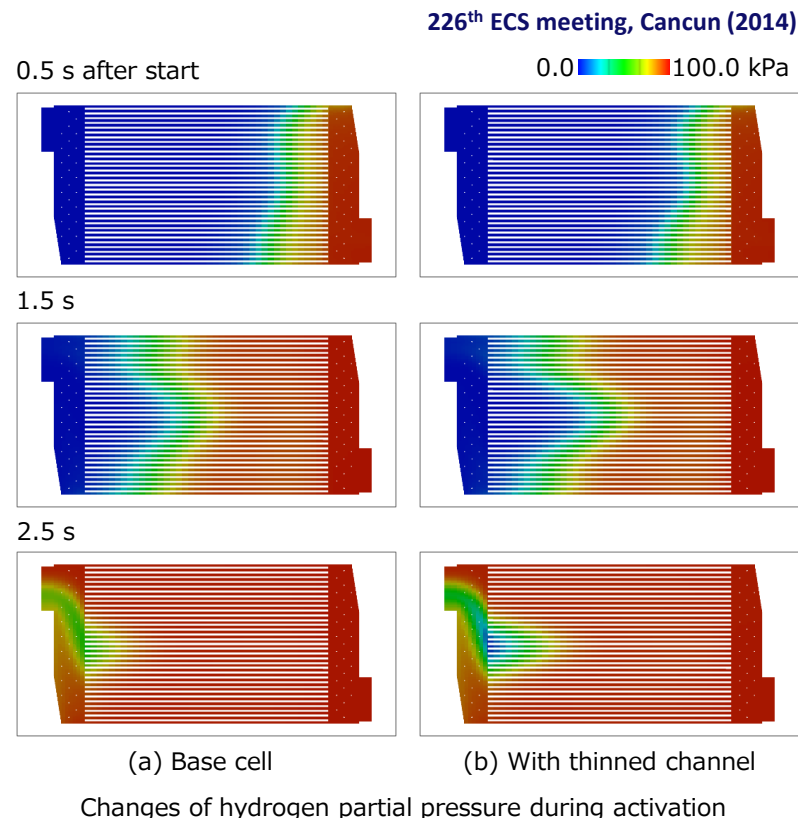 226th ECS meeting, Cancun (2014)
0.5 s after start
0.0 100.0 kPa
1.5 s
2.5 s
(a) Base cell
(b) With thinned channel
Changes of hydrogen partial pressure during activation